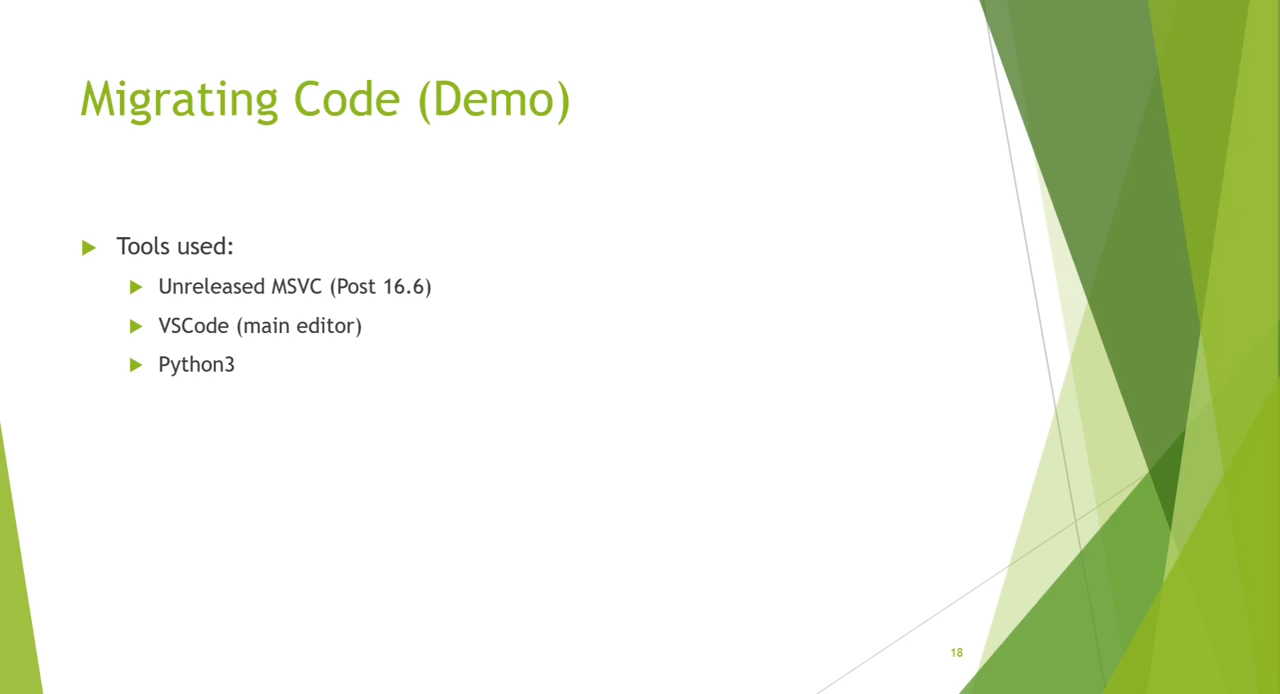 Migrating Code (Demo)
Tools used:
Unreleased MSVC (Post 16.6)
VSCode (main editor)
Python3
18